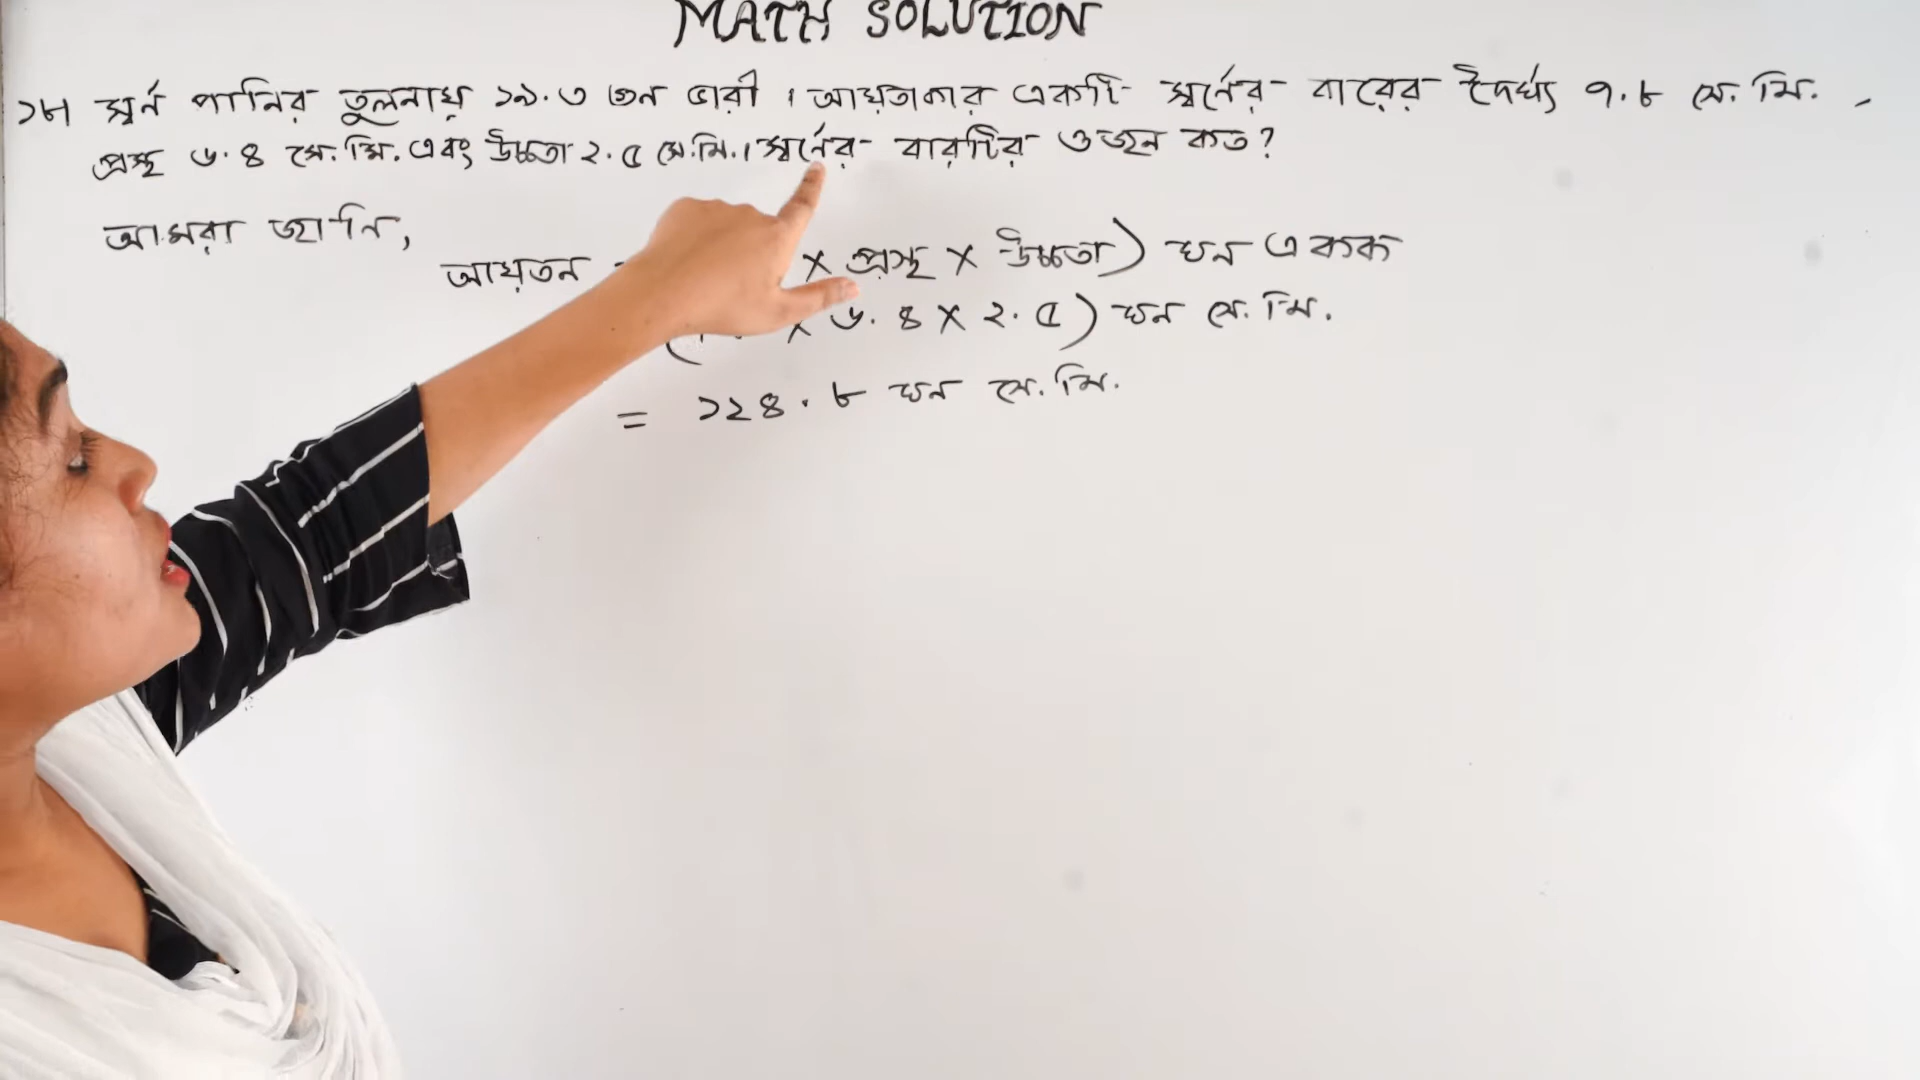 MATH SOLUTION
১৮। স্বর্ন পানির তুলনায় ১৯.৩ গুন ভারী । আয়তাকার একটি স্বর্নের বারের দৈর্ঘ্য ৭.৮ সে. মি. ,
প্রস্থ ৬.৪ সে. মি. এবং উচ্চতা ২.৫ সে.মি.। স্বর্নের বারটির ওজন কত?
আমরা জানি,
আয়তন = × প্রস্থ × উচ্চতা) ঘন একক
( × ৬.৪ × ২.৫) ঘন সে. মি.
= ১২৪.৮ ঘন সে. মি.